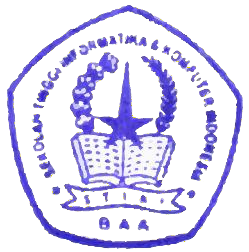 SEKOLAH TINGGI INFORMATIKA & KOMPUTER INDONESIA
STIKI
BAA